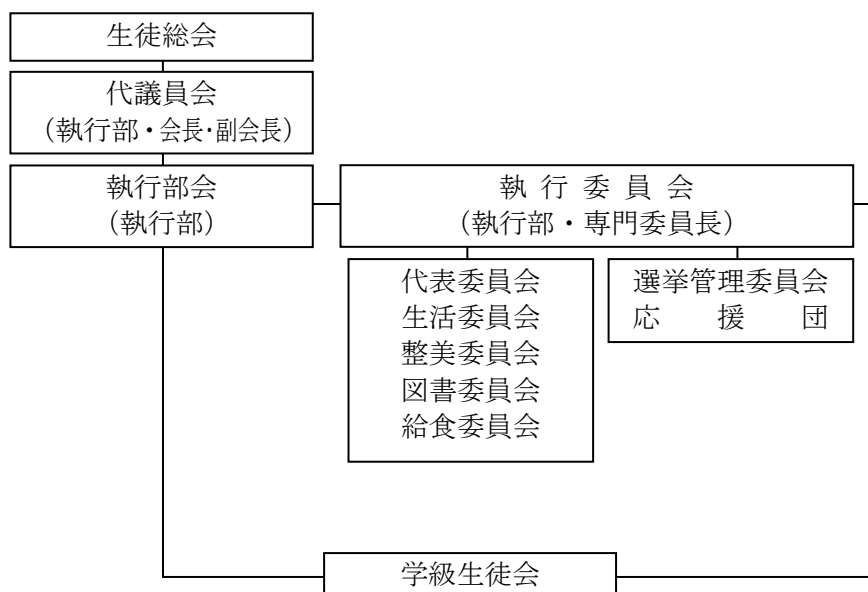 生徒総会
代議員会
（執行部・会長・副会長）
執行部会
（執行部）
執 行 委 員 会
（執行部・専門委員長）
代表委員会
生活委員会
整美委員会
図書委員会
給食委員会
選挙管理委員会
応　援　団
学級生徒会